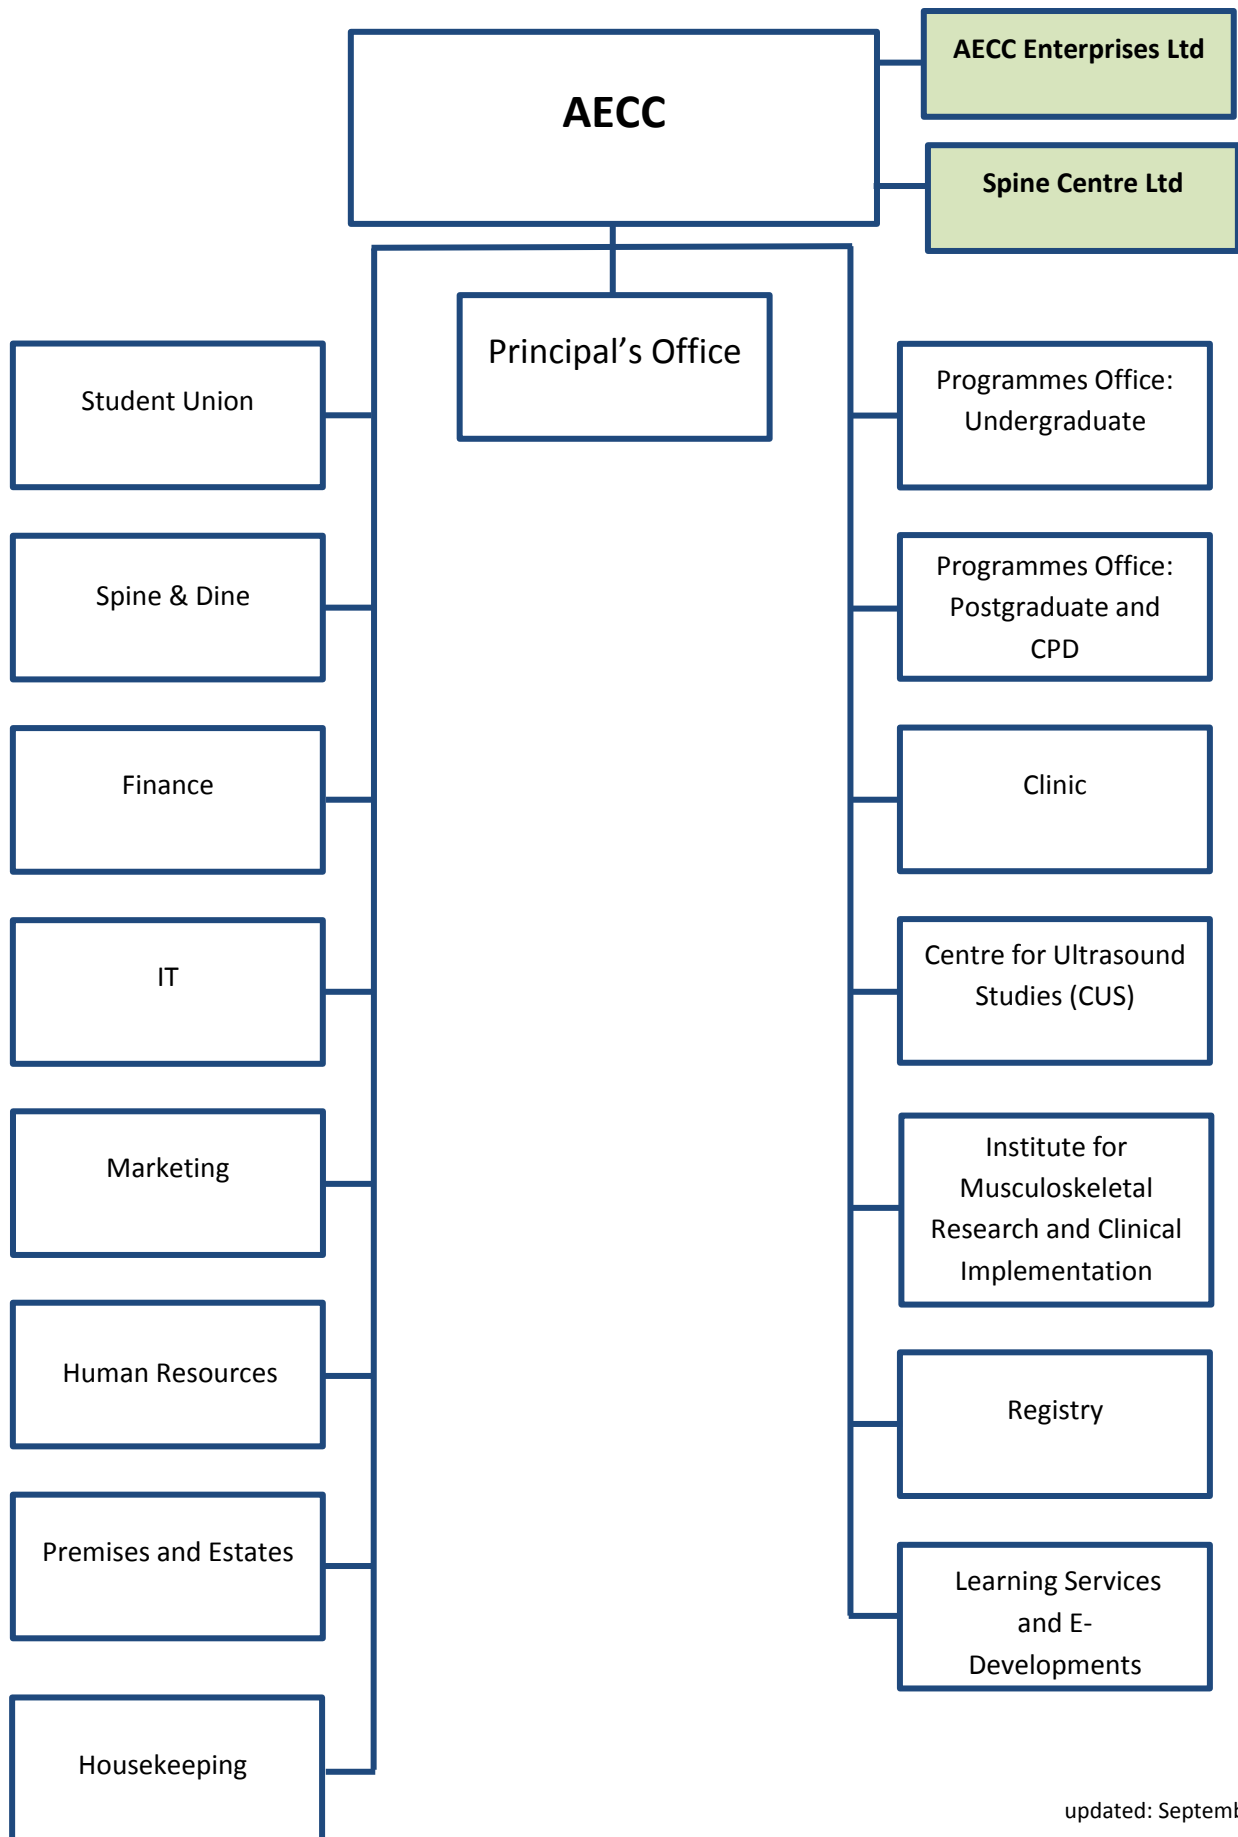 AECC
AECC Enterprises Ltd
Spine Centre Ltd
Principal’s Office
Student Union
Spine & Dine
Finance
IT
Marketing
Human Resources
Premises and Estates
Housekeeping
Programmes Office:
Undergraduate
Programmes Office:
Postgraduate and
CPD
Clinic
Centre for Ultrasound
Studies (CUS)
Institute for
Musculoskeletal
Research and Clinical
Implementation
Registry
Learning Services
and E-
Developments
updated: Septemb